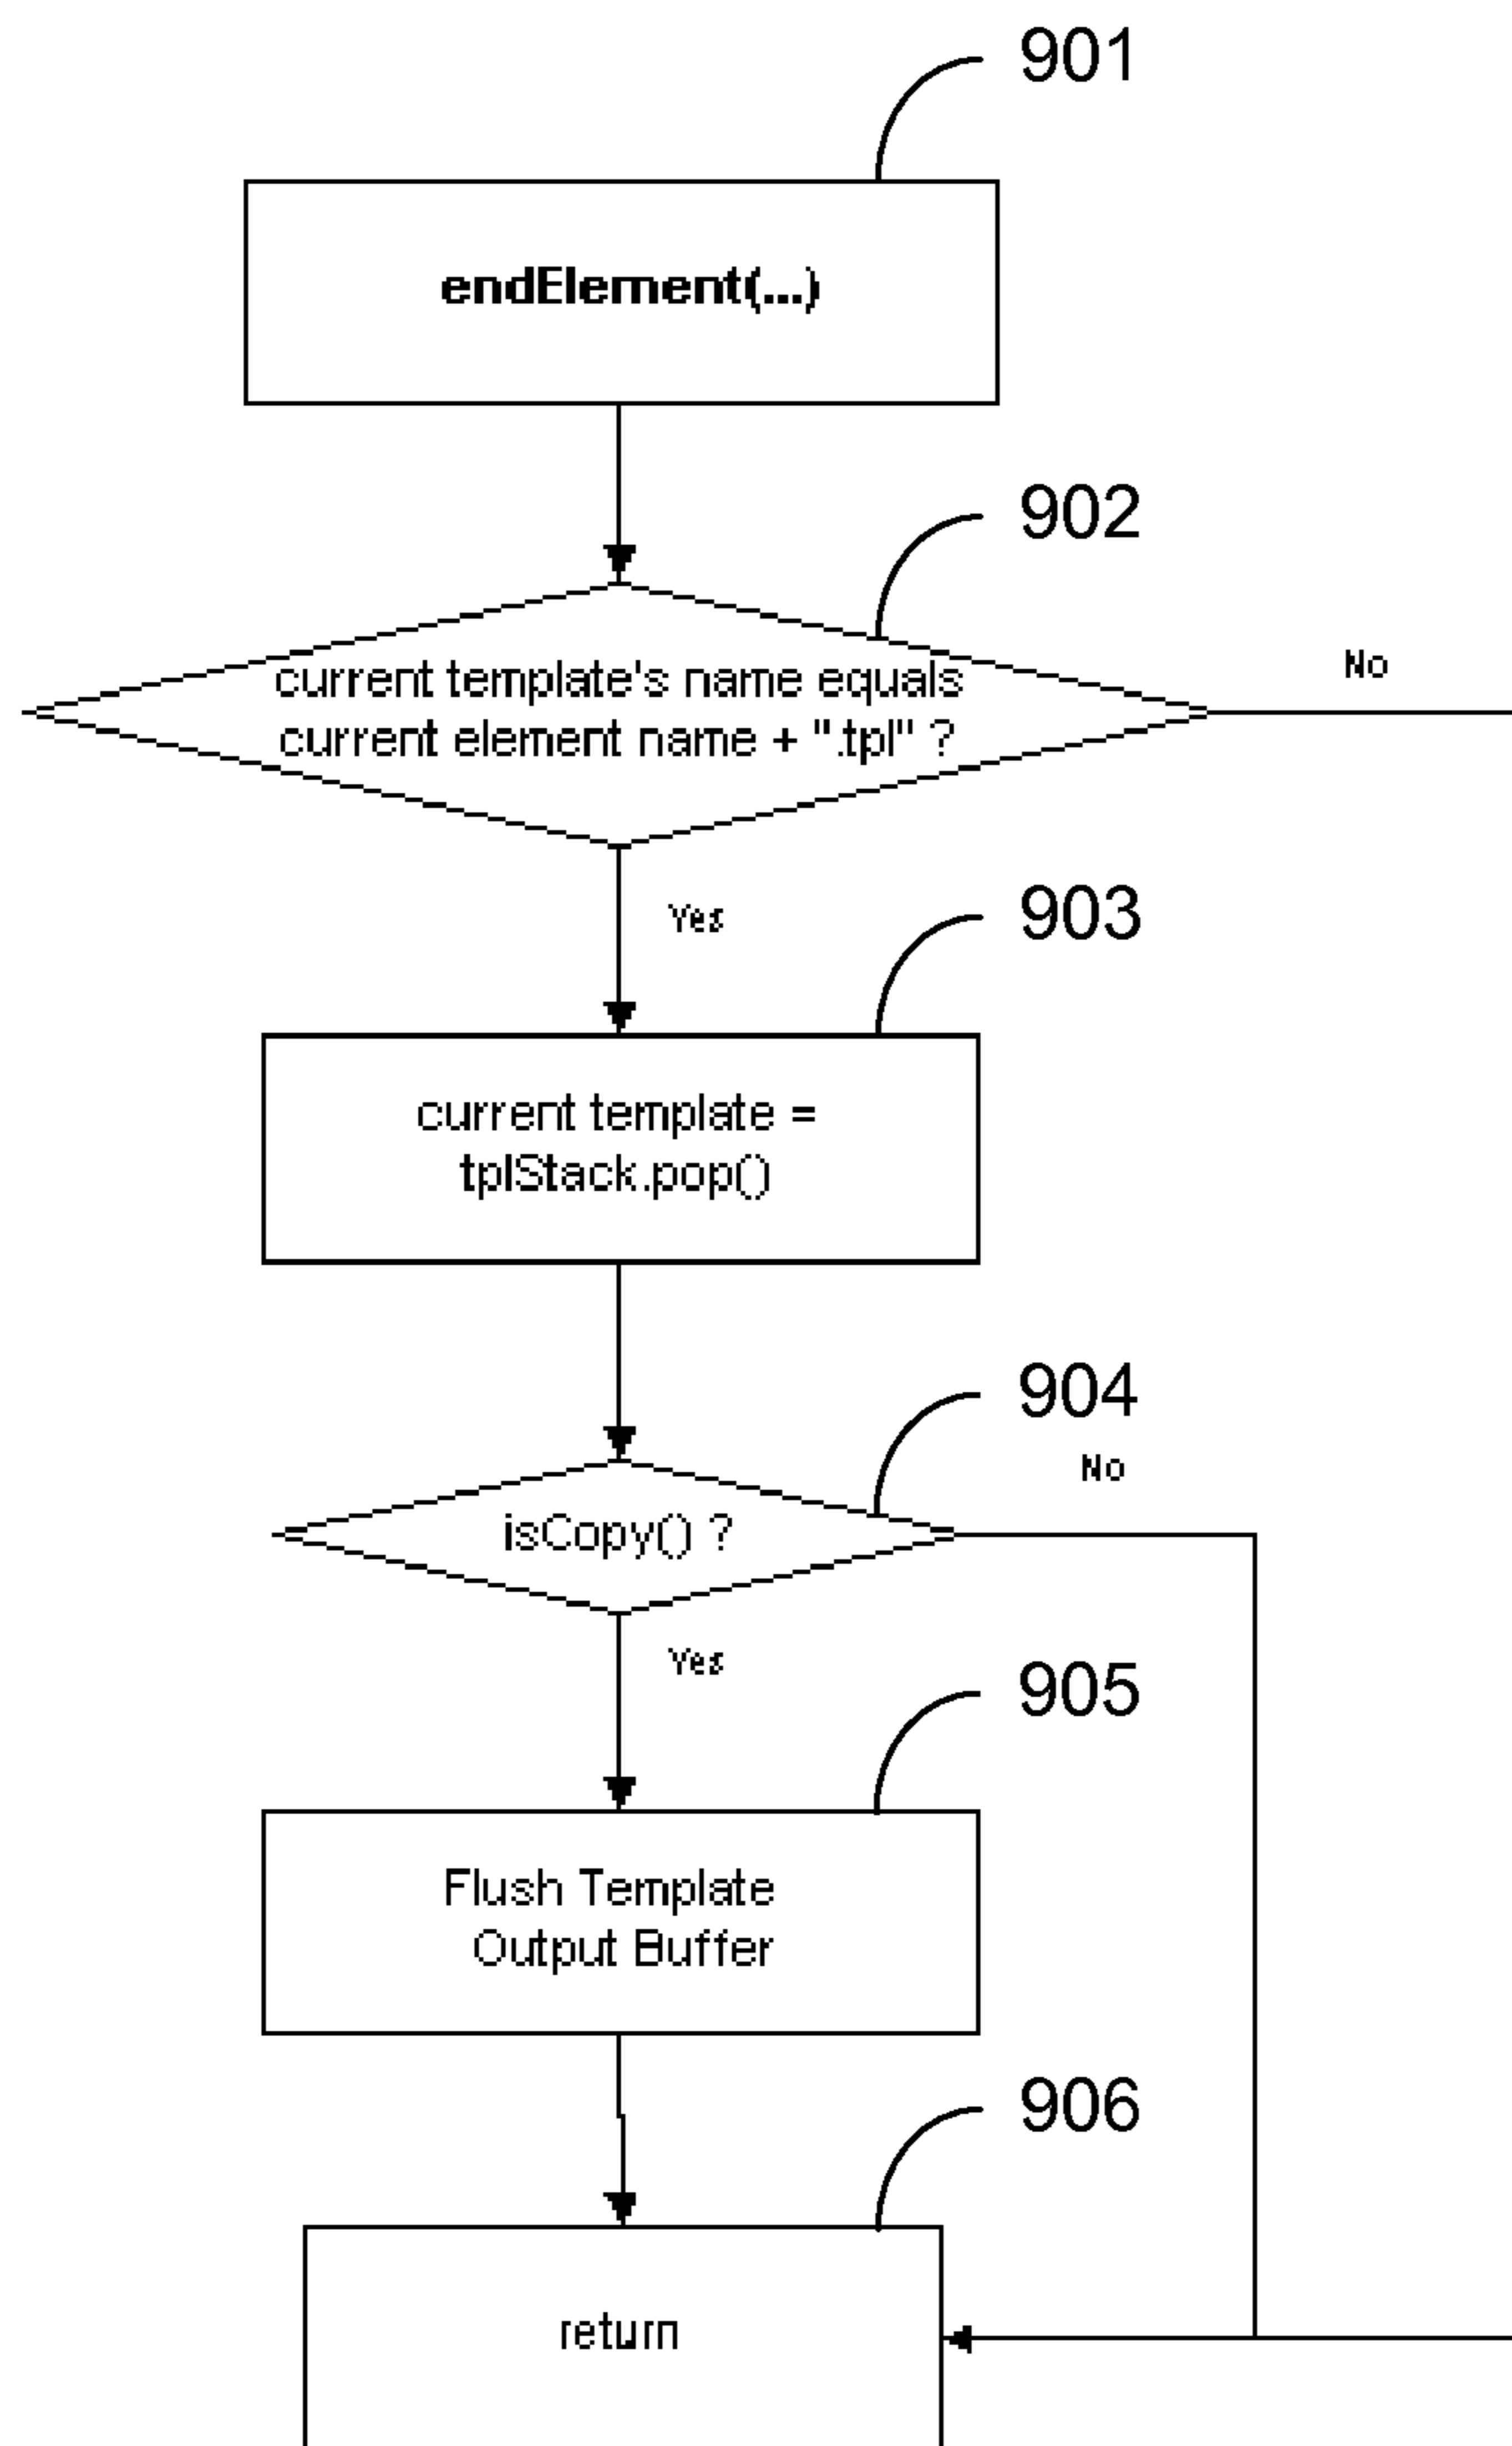 901
endElement(...)
902
No
current template's name equals
current element name + ".tpl" ?
Yes
903
current template =
tplStack.pop()
904
No
isCopy() ?
Yes
905
Flush Template
Output Buffer
906
return